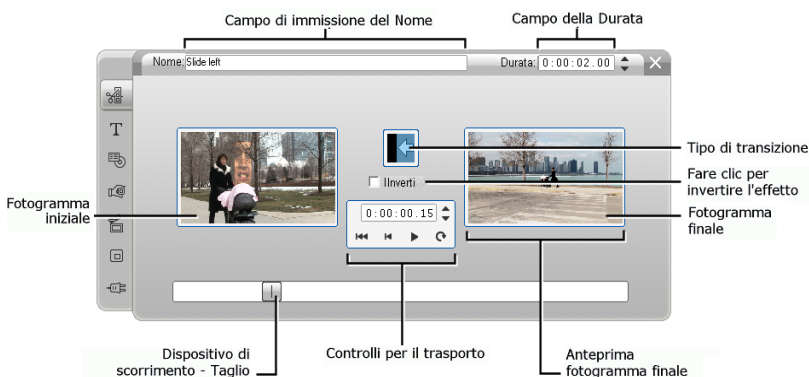 Campo di immissione del Nome
Campo della Durata
Nome: Slide left
Durata: 0:00:02.00
T
Tipo di transizione
IInverti
Fare clic per
invertire l'effetto
Fotogramma
iniziale
0:00:00.15
Fotogramma
finale
Dispositivo di
scorrimento - Taglio
Controlli per il trasporto
Anteprima
fotogramma finale